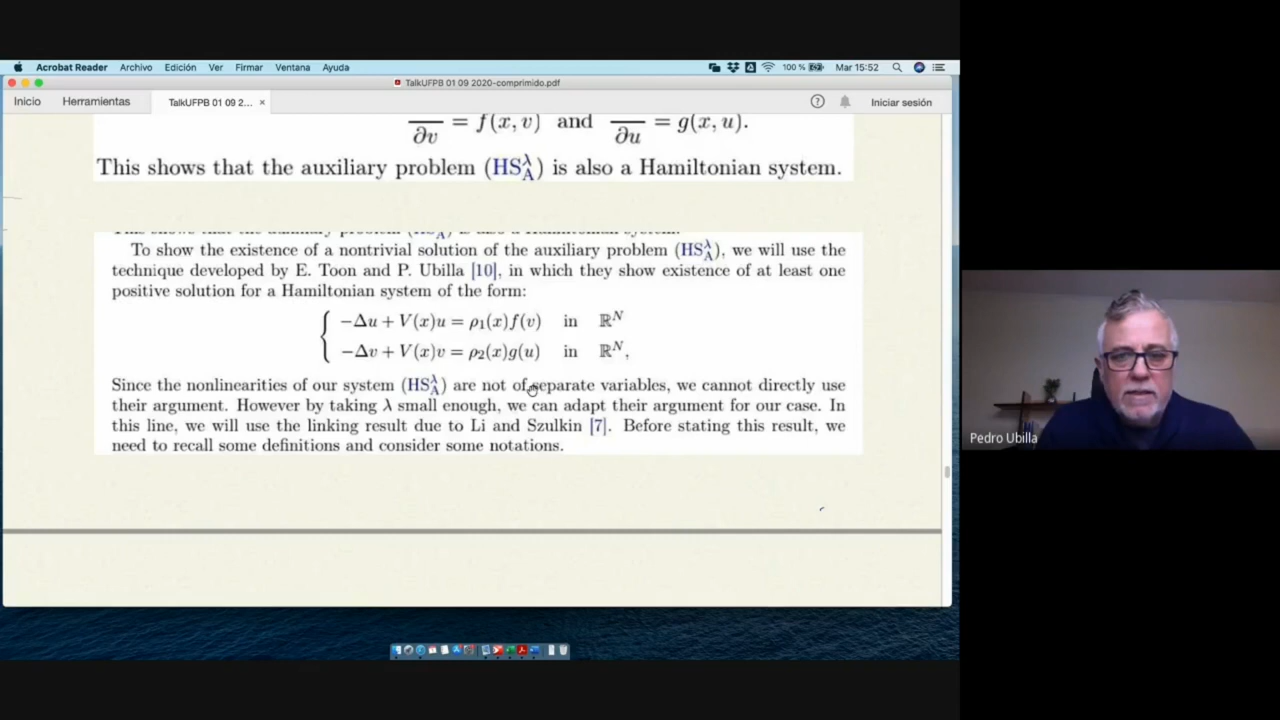 Acrobat Reader Archivo Edición Ver Firmar Ventana Ayuda 100 % Mar 15:52
TalkUFPB 01 09 2020-comprimido.pdf
Inicio Herramientas TalkUFPB 01 09 2... × Iniciar sesión
∂v = f(x, v) and ∂u = g(x, u).
This shows that the auxiliary problem (HS_A^λ) is also a Hamiltonian system.
To show the existence of a nontrivial solution of the auxiliary problem (HS_A^λ), we will use the
technique developed by E. Toon and P. Ubilla [10], in which they show existence of at least one
positive solution for a Hamiltonian system of the form:
−Δu + V(x)u = ρ₁(x)f(v) in ℝᴺ
−Δv + V(x)v = ρ₂(x)g(u) in ℝᴺ,
Since the nonlinearities of our system (HS_A^λ) are not of separate variables, we cannot directly use
their argument. However by taking λ small enough, we can adapt their argument for our case. In
this line, we will use the linking result due to Li and Szulkin [7]. Before stating this result, we
need to recall some definitions and consider some notations.
Pedro Ubilla